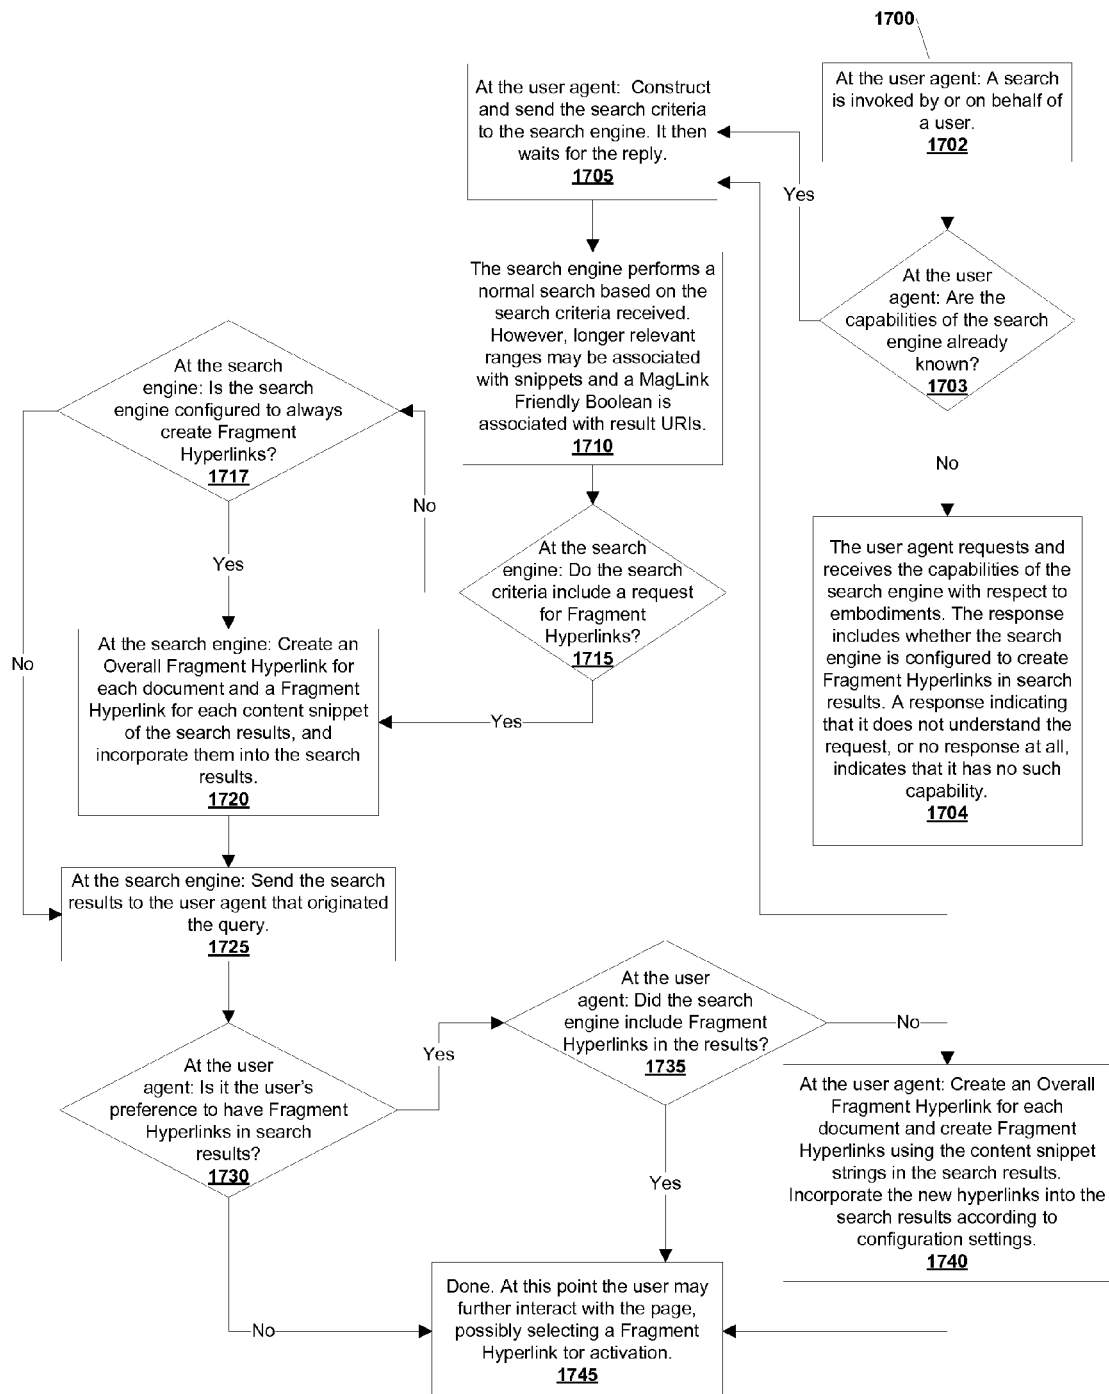 1700
At the user agent: A search
is invoked by or on behalf of
a user.
1702
Yes
At the user
agent: Are the
capabilities of the search
engine already
known?
1703
No
The user agent requests and
receives the capabilities of the
search engine with respect to
embodiments. The response
includes whether the search
engine is configured to create
Fragment Hyperlinks in search
results. A response indicating
that it does not understand the
request, or no response at all,
indicates that it has no such
capability.
1704
At the user agent:  Construct
and send the search criteria
to the search engine. It then
waits for the reply.
1705
The search engine performs a
normal search based on the
search criteria received.
However, longer relevant
ranges may be associated
with snippets and a MagLink
Friendly Boolean is
associated with result URIs.
1710
At the search
engine: Do the search
criteria include a request
for Fragment
Hyperlinks?
1715
No
Yes
At the search
engine: Is the search
engine configured to always
create Fragment
Hyperlinks?
1717
Yes
No
At the search engine: Create an
Overall Fragment Hyperlink for
each document and a Fragment
Hyperlink for each content snippet
of the search results, and
incorporate them into the search
results.
1720
At the search engine: Send the search
results to the user agent that originated
the query.
1725
At the user
agent: Is it the user's
preference to have Fragment
Hyperlinks in search
results?
1730
Yes
No
At the user
agent: Did the search
engine include Fragment
Hyperlinks in the results?
1735
No
Yes
At the user agent: Create an Overall
Fragment Hyperlink for each
document and create Fragment
Hyperlinks using the content snippet
strings in the search results.
Incorporate the new hyperlinks into the
search results according to
configuration settings.
1740
Done. At this point the user may
further interact with the page,
possibly selecting a Fragment
Hyperlink tor activation.
1745